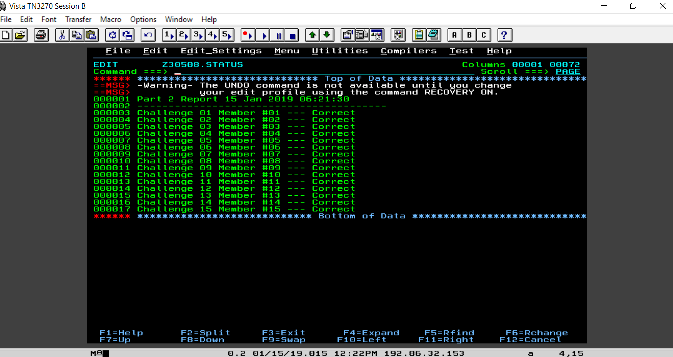 Vista TN3270 Session B
File Edit Font Transfer Macro Options Window Help
1 2 3 4 5 A B C ?
File Edit Edit_Settings Menu Utilities Compilers Test Help
EDIT Z30508.STATUS Columns 00001 00072
Command ===> Scroll ===> PAGE
****** **************************** Top of Data ****************************
==MSG> -Warning- The UNDO command is not available until you change
==MSG> your edit profile using the command RECOVERY ON.
000001 Part 2 Report 15 Jan 2019 06:21:30
000002 ----------------------------------------
000003 Challenge 01 Member #01 --- Correct
000004 Challenge 02 Member #02 --- Correct
000005 Challenge 03 Member #03 --- Correct
000006 Challenge 04 Member #04 --- Correct
000007 Challenge 05 Member #05 --- Correct
000008 Challenge 06 Member #06 --- Correct
000009 Challenge 07 Member #07 --- Correct
000010 Challenge 08 Member #08 --- Correct
000011 Challenge 09 Member #09 --- Correct
000012 Challenge 10 Member #10 --- Correct
000013 Challenge 11 Member #11 --- Correct
000014 Challenge 12 Member #12 --- Correct
000015 Challenge 13 Member #13 --- Correct
000016 Challenge 14 Member #14 --- Correct
000017 Challenge 15 Member #15 --- Correct
****** *************************** Bottom of Data ***************************
F1=Help F2=Split F3=Exit F4=Expand F5=Rfind F6=Rchange
F7=Up F8=Down F9=Swap F10=Left F11=Right F12=Cancel
0.2 01/15/19.015 12:22PM 192.86.32.153 a 4,15